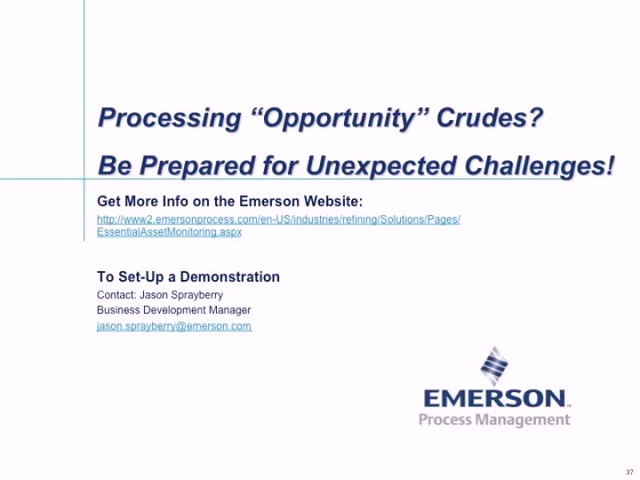 Processing “Opportunity” Crudes?
Be Prepared for Unexpected Challenges!
Get More Info on the Emerson Website:
http://www2.emersonprocess.com/en-US/industries/refining/Solutions/Pages/
EssentialAssetMonitoring.aspx
To Set-Up a Demonstration
Contact: Jason Sprayberry
Business Development Manager
jason.sprayberry@emerson.com
EMERSON™
Process Management
37